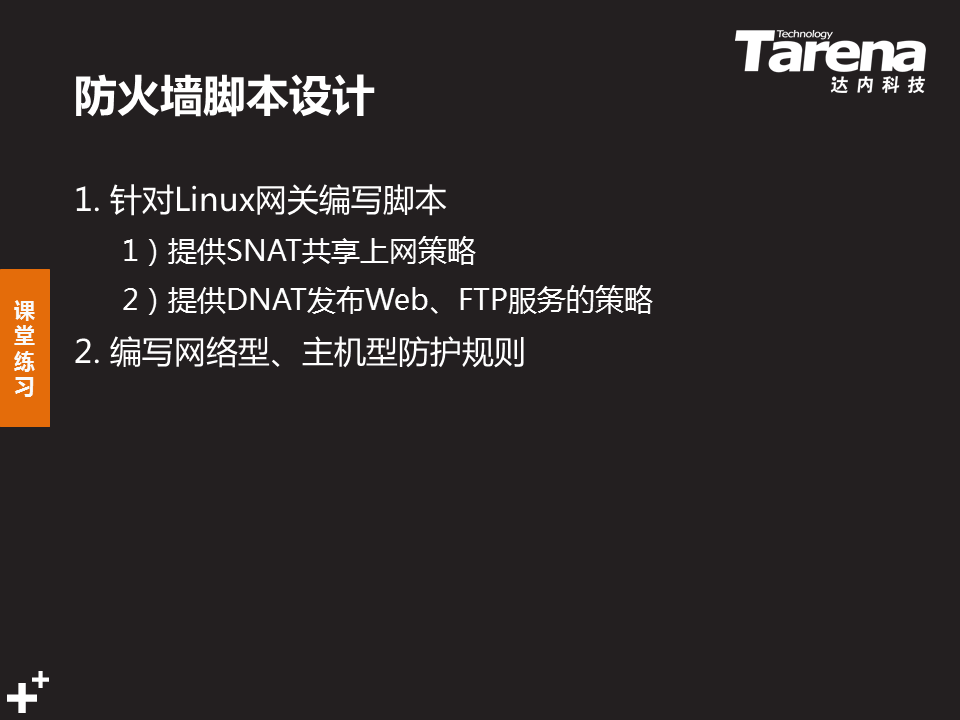 Technology
Tarena
达内科技
防火墙脚本设计
1. 针对Linux网关编写脚本
1）提供SNAT共享上网策略
2）提供DNAT发布Web、FTP服务的策略
2. 编写网络型、主机型防护规则
课堂练习